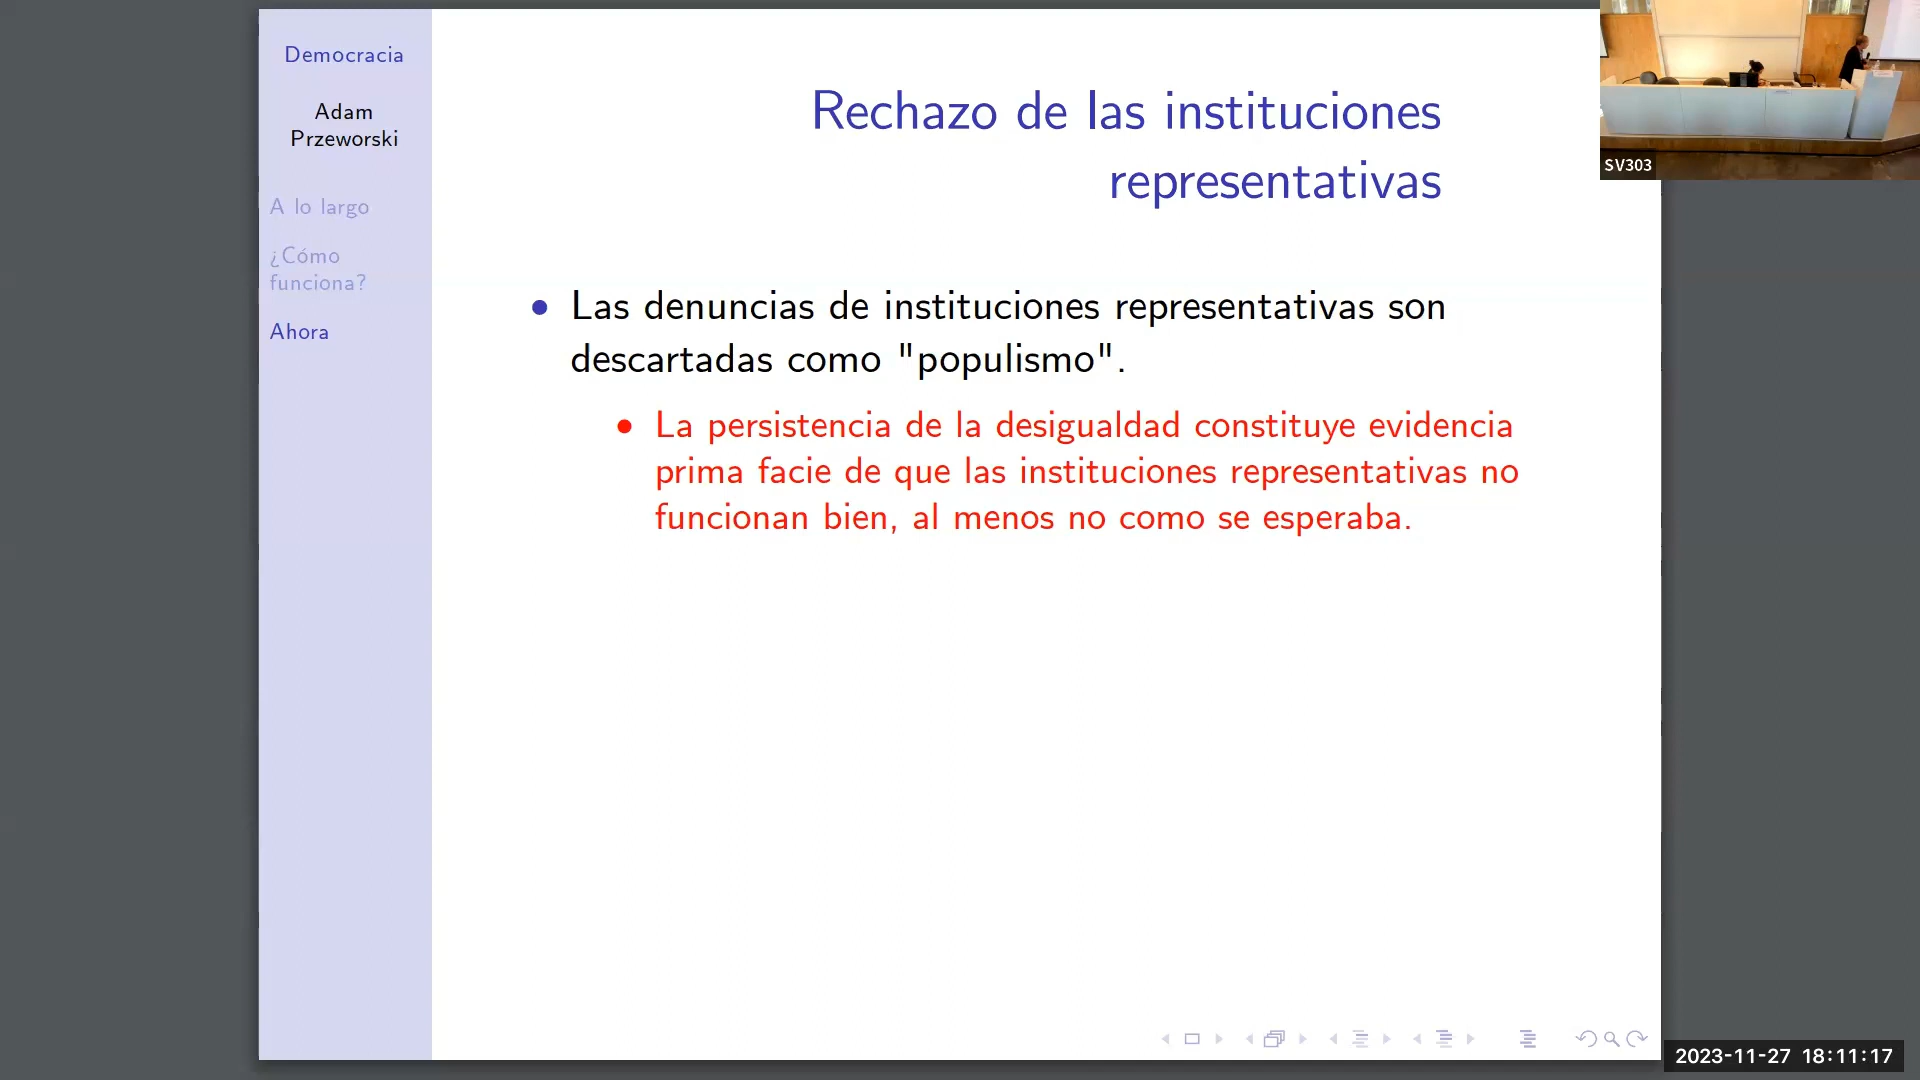 Democracia
Adam
Przeworski
A lo largo
¿Cómo
funciona?
Ahora
Rechazo de las instituciones
representativas
Las denuncias de instituciones representativas son
descartadas como "populismo".
La persistencia de la desigualdad constituye evidencia
prima facie de que las instituciones representativas no
funcionan bien, al menos no como se esperaba.
SV303
2023-11-27 18:11:17